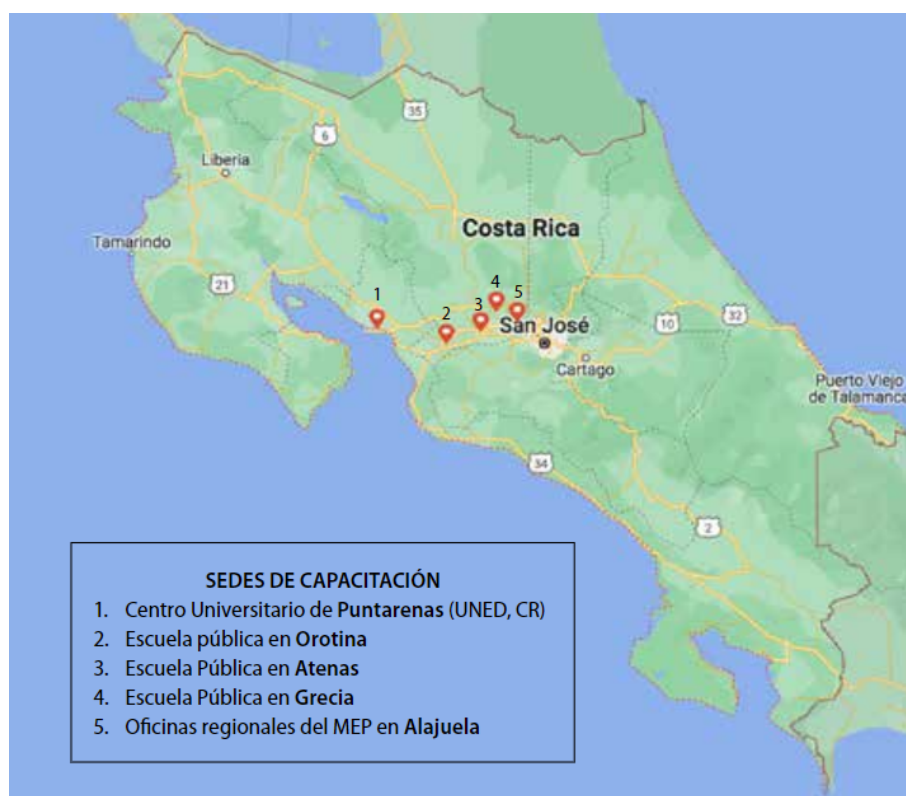 35
6
Liberia
Costa Rica
Tamarindo
21
4
1
3
5
2
San José
10
32
Cartago
Puerto Viejo
de Talamanca
34
2
SEDES DE CAPACITACIÓN
1. Centro Universitario de Puntarenas (UNED, CR)
2. Escuela pública en Orotina
3. Escuela Pública en Atenas
4. Escuela Pública en Grecia
5. Oficinas regionales del MEP en Alajuela